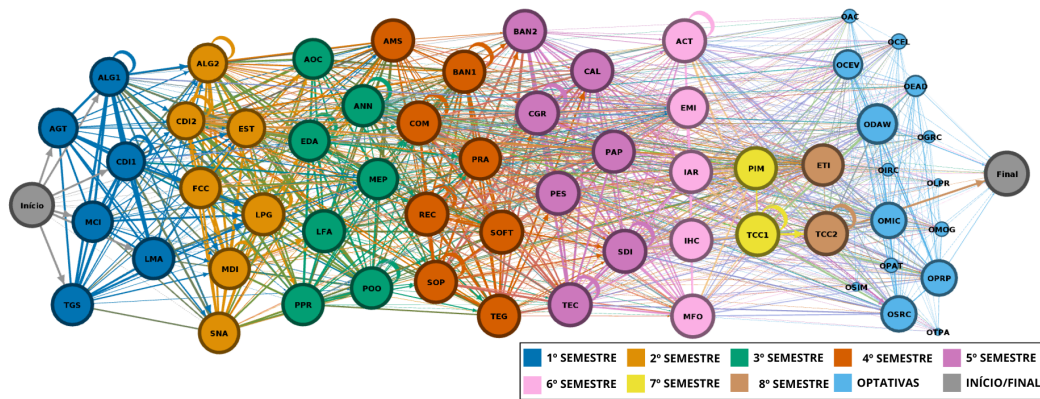 Início
AGT
ALG1
CDI1
MCI
LMA
TGS
ALG2
CDI2
EST
FCC
LPG
MDI
SNA
AOC
ANN
EDA
MEP
LFA
POO
PPR
AMS
BAN1
COM
PRA
REC
SOFT
SOP
TEG
BAN2
CAL
CGR
PAP
PES
SDI
TEC
ACT
EMI
IAR
IHC
MFO
PIM
TCC1
ETI
TCC2
OAC
OCEL
OCEV
OEAD
ODAW
OGRC
OIRC
OLPR
OMIC
OMOG
OPAT
OPRP
OSIM
OSRC
OTPA
Final
1º SEMESTRE 2º SEMESTRE 3º SEMESTRE 4º SEMESTRE 5º SEMESTRE
6º SEMESTRE 7º SEMESTRE 8º SEMESTRE OPTATIVAS INÍCIO/FINAL